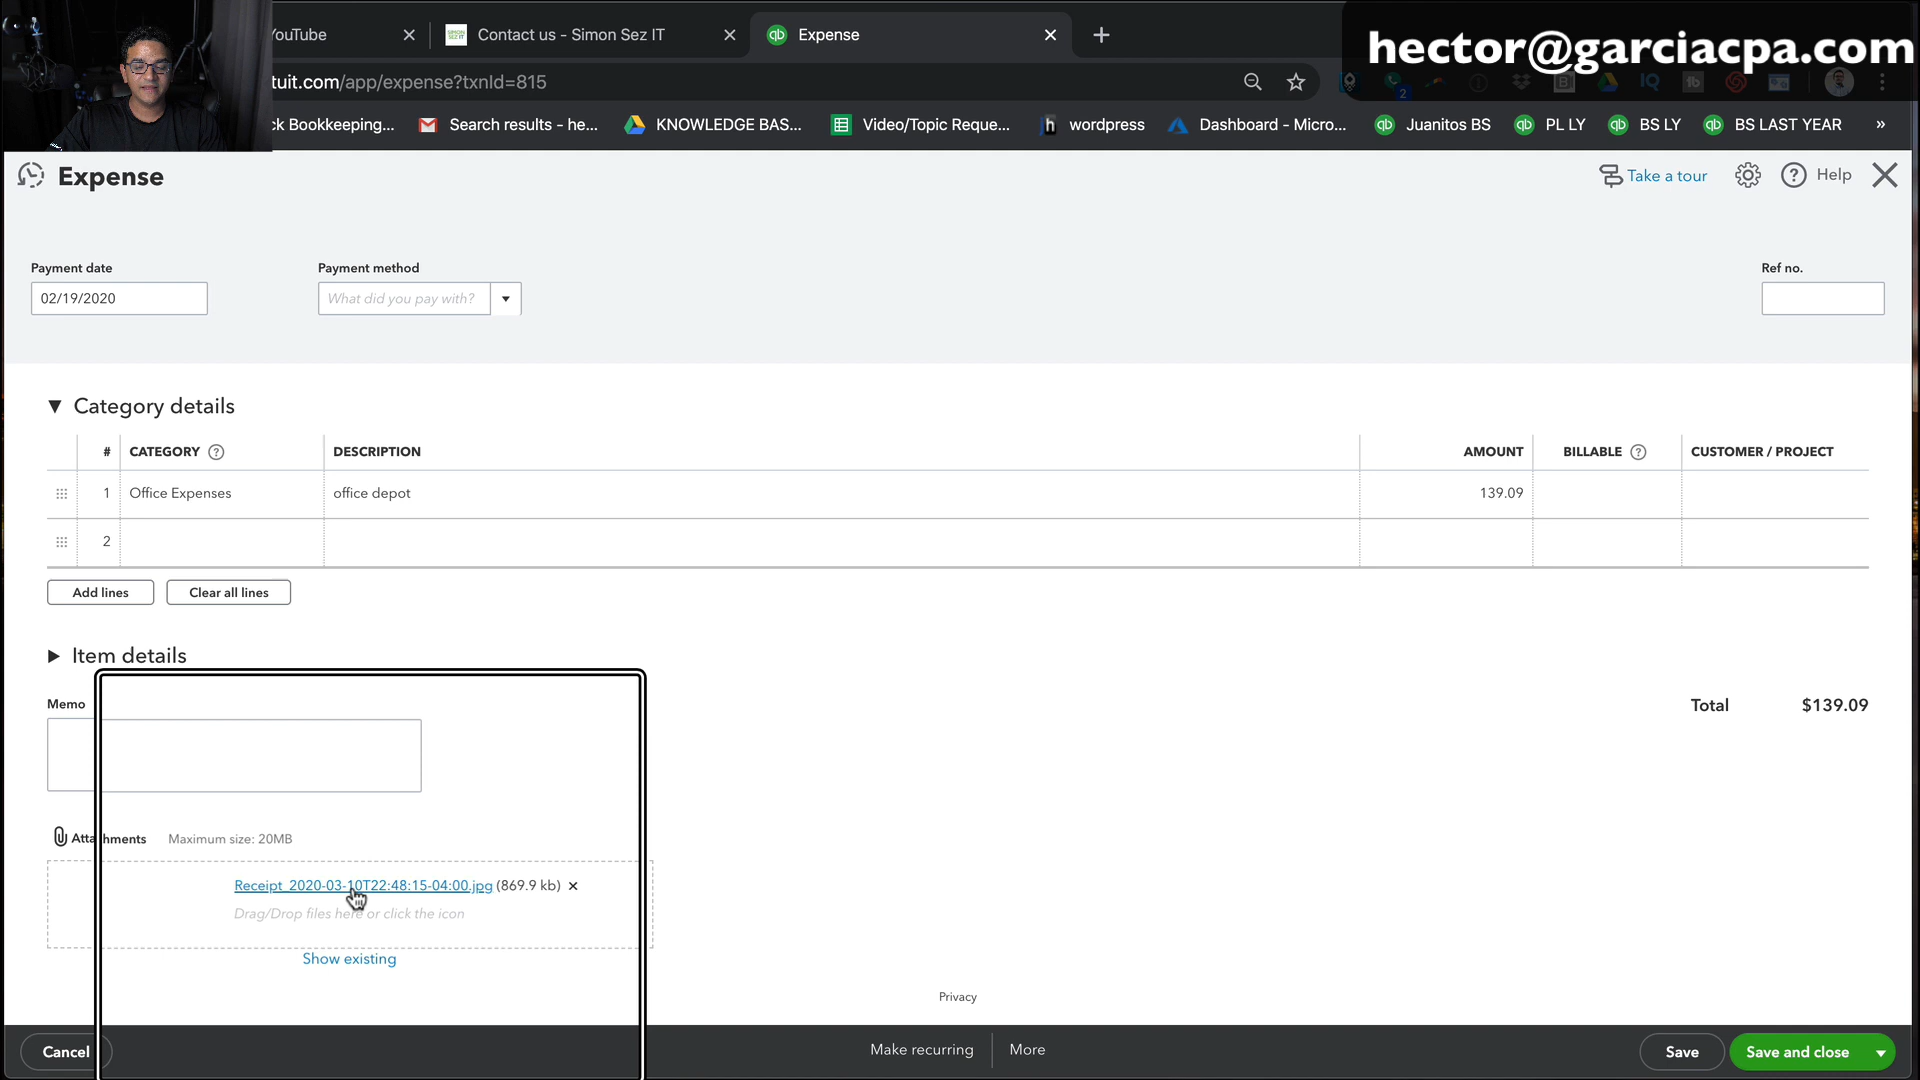 YouTube
Contact us - Simon Sez IT
Expense
hector@garciacpa.com
tuit.com/app/expense?txnId=815
2
ck Bookkeeping...
Search results - he...
KNOWLEDGE BAS...
Video/Topic Reque...
wordpress
Dashboard - Micro...
Juanitos BS
PL LY
BS LY
BS LAST YEAR
»
Expense
Take a tour
Help
Payment date
Payment method
Ref no.
02/19/2020
What did you pay with?
Category details
# CATEGORY DESCRIPTION AMOUNT BILLABLE CUSTOMER / PROJECT
1 Office Expenses office depot 139.09
2
Add lines
Clear all lines
Item details
Memo
Total $139.09
Attachments Maximum size: 20MB
Receipt_2020-03-10T22:48:15-04:00.jpg (869.9 kb)
Drag/Drop files here or click the icon
Show existing
Privacy
Cancel
Make recurring
More
Save
Save and close